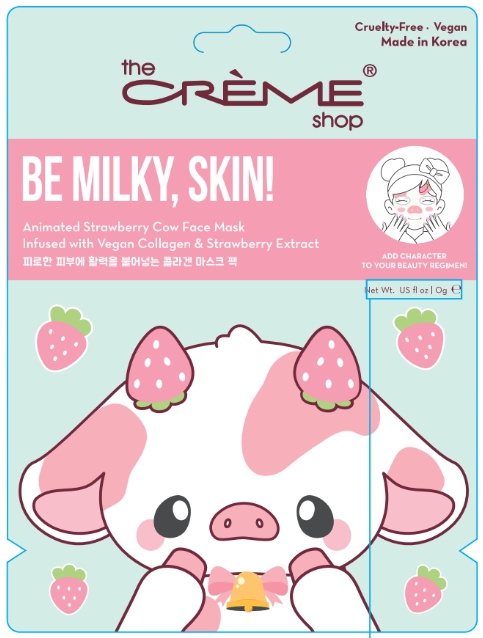 Cruelty-Free · Vegan
Made in Korea
the
CRÈME®
shop
BE MILKY, SKIN!
Animated Strawberry Cow Face Mask
Infused with Vegan Collagen & Strawberry Extract
피로한 피부에 활력을 불어넣는 콜라겐 마스크 팩
ADD CHARACTER
TO YOUR BEAUTY REGIMEN!
Net Wt. US fl oz | 0g ℮